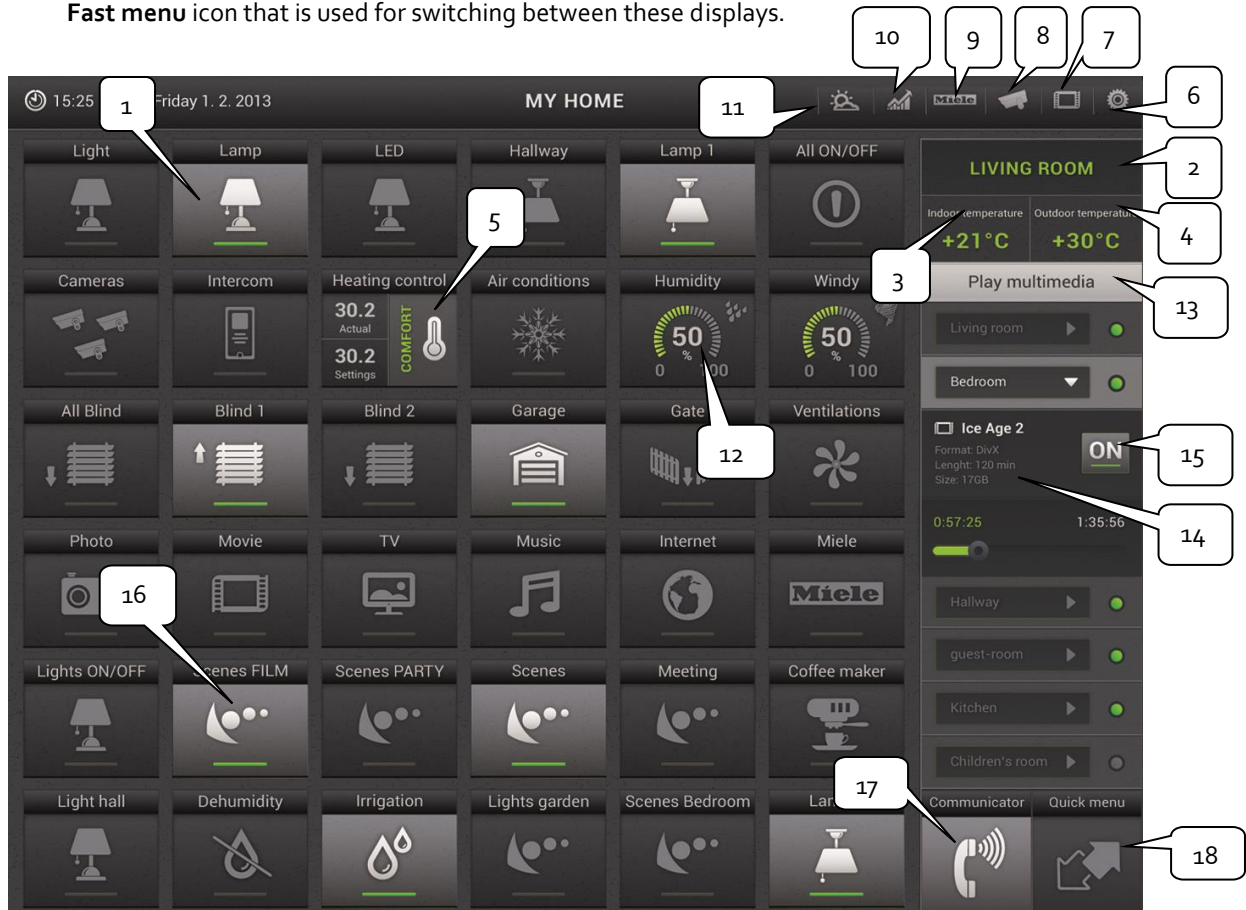 Fast menu icon that is used for switching between these displays.
10 9 8 7
15:25 1 Friday 1. 2. 2013 MY HOME 11 Miele 6
Light Lamp LED Hallway Lamp 1 All ON/OFF
LIVING ROOM 2
5
Indoor temperature Outdoor temperature
+21°C +30°C 4
3
Cameras Intercom Heating control Air conditions Humidity Windy
Play multimedia 13
30.2
Actual
COMFORT
30.2
Settings
50
%
0 100
50
%
0 100
Living room
Bedroom
All Blind Blind 1 Blind 2 Garage Gate Ventilations
12
Ice Age 2
Format: DivX
Lenght: 120 min
Size: 17GB
ON 15
0:57:25 1:35:56 14
Photo Movie TV Music Internet Miele
16 Miele
Hallway
guest-room
Kitchen
Children's room
Lights ON/OFF Scenes FILM Scenes PARTY Scenes Meeting Coffee maker
17
Light hall Dehumidity Irrigation Lights garden Scenes Bedroom
Communicator Quick menu
18